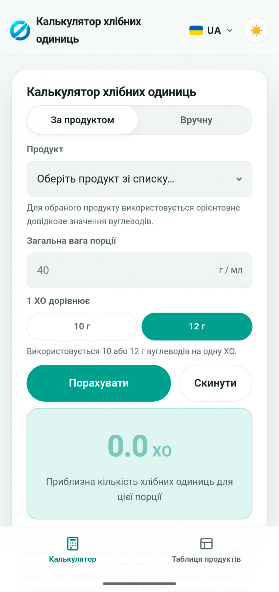 Калькулятор хлібних
одиниць
UA
Калькулятор хлібних одиниць
За продуктом
Вручну
Продукт
Оберіть продукт зі списку...
Для обраного продукту використовується орієнтовне
довідкове значення вуглеводів.
Загальна вага порції
40
г / мл
1 ХО дорівнює
10 г
12 г
Використовується 10 або 12 г вуглеводів на одну ХО.
Порахувати
Скинути
0.0 ХО
Приблизна кількість хлібних одиниць для
цієї порції
Калькулятор
Таблиця продуктів